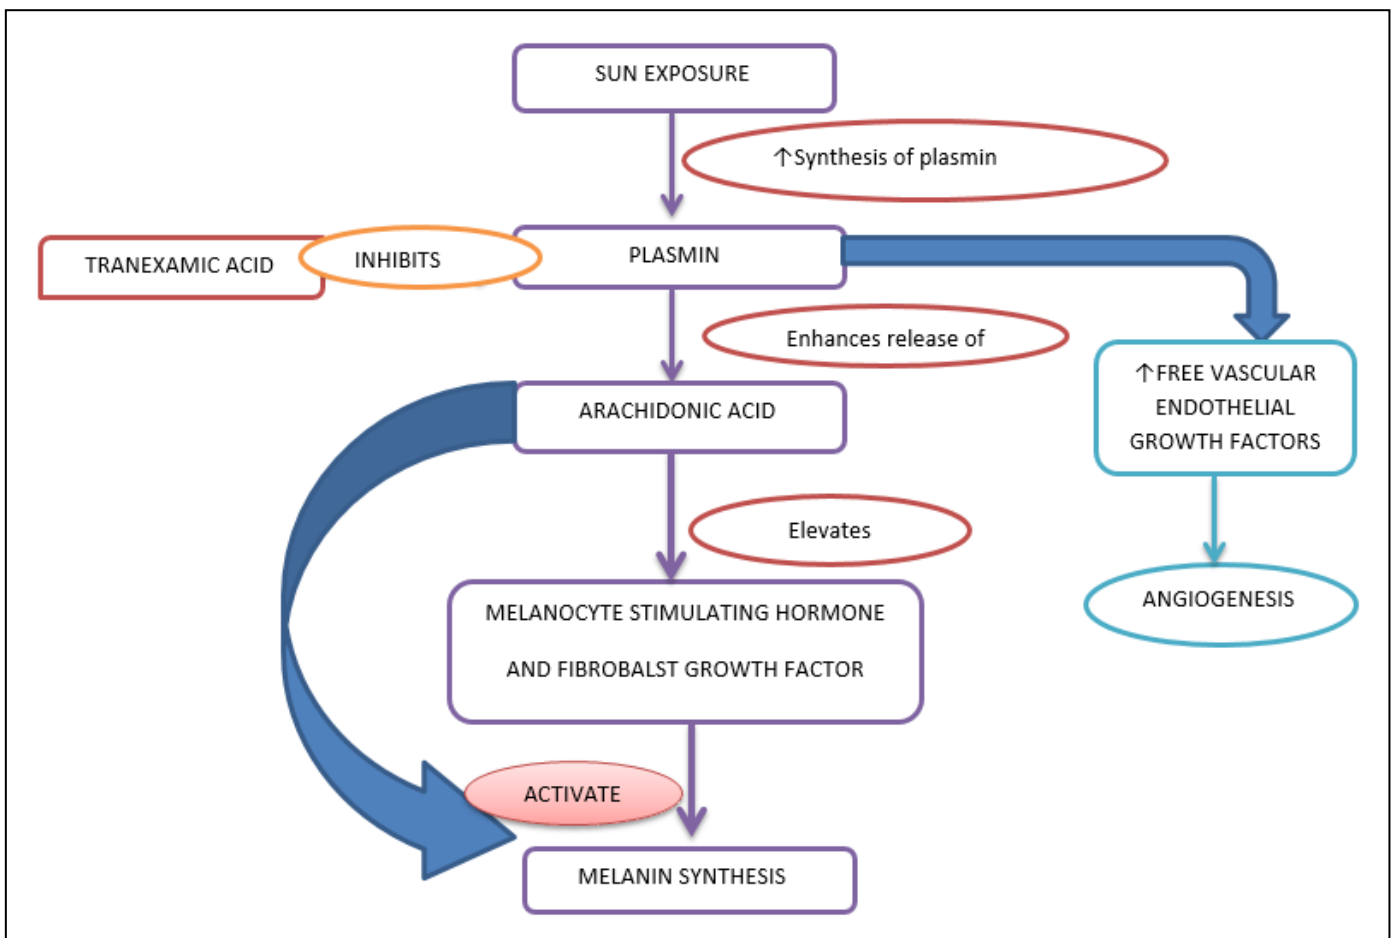 SUN EXPOSURE
↑Synthesis of plasmin
TRANEXAMIC ACID
INHIBITS
PLASMIN
Enhances release of
↑FREE VASCULAR
ENDOTHELIAL
GROWTH FACTORS
ARACHIDONIC ACID
Elevates
ANGIOGENESIS
MELANOCYTE STIMULATING HORMONE
AND FIBROBALST GROWTH FACTOR
ACTIVATE
MELANIN SYNTHESIS